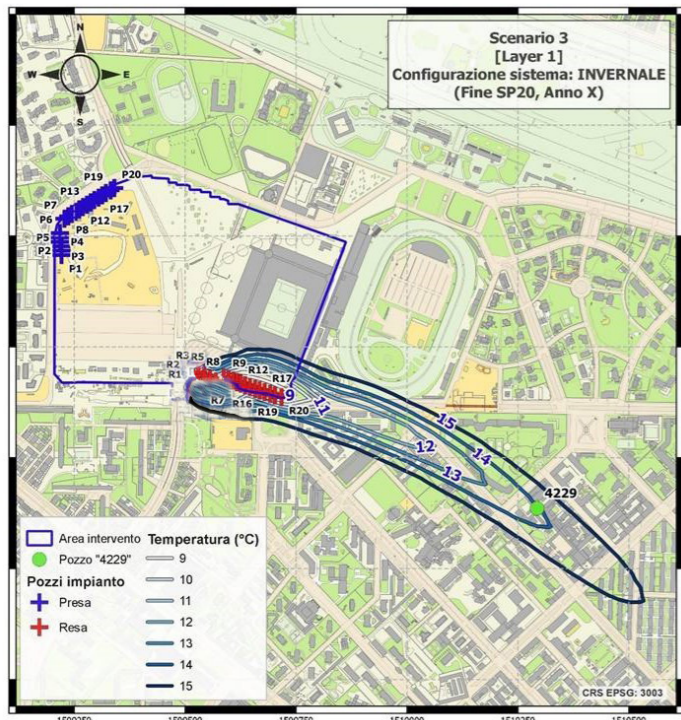 Scenario 3
[Layer 1]
Configurazione sistema: INVERNALE
(Fine SP20, Anno X)
N
W E
S
P20
P19
P13
P7
P17
P6
P12
P8
P5
P4
P2
P3
P1
R3 R5
R8 R9
R2
R12
R1
R17
9
R7 R16
R19 R20
11
15
12
14
13
4229
Area intervento
Pozzo "4229"
Pozzi impianto
Presa
Resa
Temperatura (°C)
9
10
11
12
13
14
15
CRS EPSG: 3003